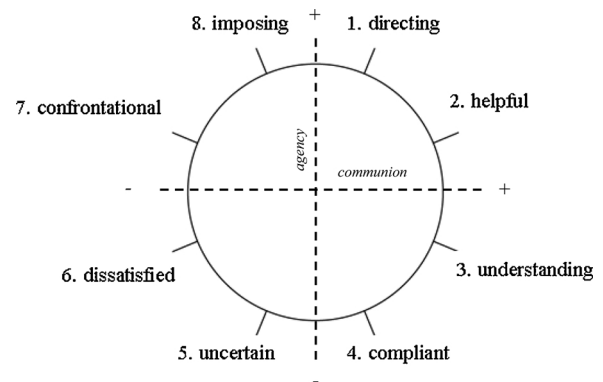 +
8. imposing
1. directing
7. confrontational
2. helpful
agency
communion
-
+
6. dissatisfied
3. understanding
5. uncertain
4. compliant
-